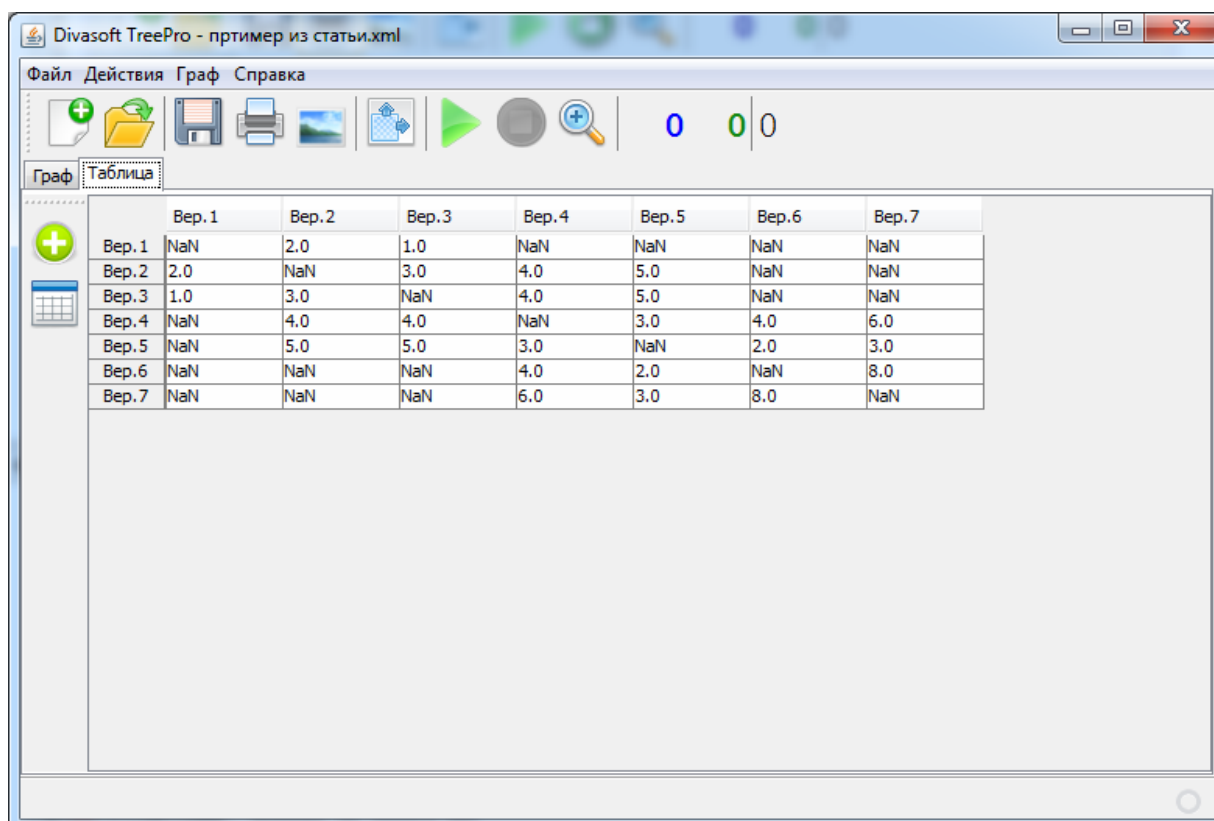 Divasoft TreePro - пртимер из статьи.xml
Файл Действия Граф Справка
0 0 0
Граф Таблица
Вер.1 Вер.2 Вер.3 Вер.4 Вер.5 Вер.6 Вер.7
Вер.1 NaN 2.0 1.0 NaN NaN NaN NaN
Вер.2 2.0 NaN 3.0 4.0 5.0 NaN NaN
Вер.3 1.0 3.0 NaN 4.0 5.0 NaN NaN
Вер.4 NaN 4.0 4.0 NaN 3.0 4.0 6.0
Вер.5 NaN 5.0 5.0 3.0 NaN 2.0 3.0
Вер.6 NaN NaN NaN 4.0 2.0 NaN 8.0
Вер.7 NaN NaN NaN 6.0 3.0 8.0 NaN